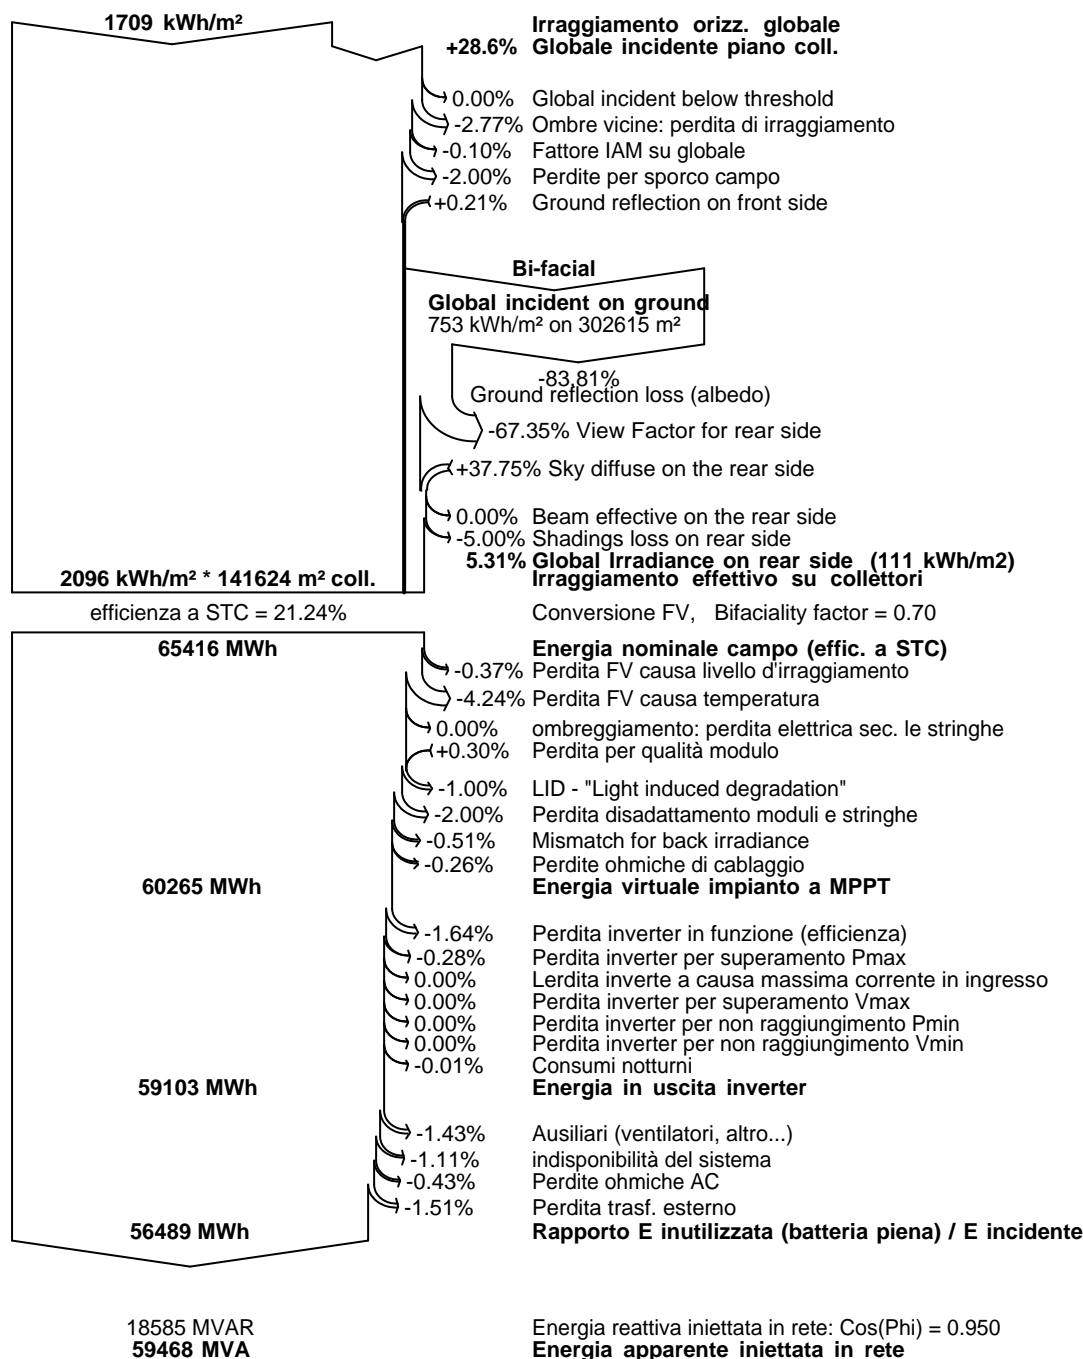 1709 kWh/m² Irraggiamento orizz. globale
+28.6% Globale incidente piano coll.
0.00% Global incident below threshold
-2.77% Ombre vicine: perdita di irraggiamento
-0.10% Fattore IAM su globale
-2.00% Perdite per sporco campo
+0.21% Ground reflection on front side
Bi-facial
Global incident on ground
753 kWh/m² on 302615 m²
-83.81%
Ground reflection loss (albedo)
-67.35% View Factor for rear side
+37.75% Sky diffuse on the rear side
0.00% Beam effective on the rear side
-5.00% Shadings loss on rear side
5.31% Global Irradiance on rear side (111 kWh/m2)
2096 kWh/m² * 141624 m² coll. Irraggiamento effettivo su collettori
efficienza a STC = 21.24% Conversione FV, Bifaciality factor = 0.70
65416 MWh Energia nominale campo (effic. a STC)
-0.37% Perdita FV causa livello d'irraggiamento
-4.24% Perdita FV causa temperatura
0.00% ombreggiamento: perdita elettrica sec. le stringhe
+0.30% Perdita per qualità modulo
-1.00% LID - "Light induced degradation"
-2.00% Perdita disadattamento moduli e stringhe
-0.51% Mismatch for back irradiance
-0.26% Perdite ohmiche di cablaggio
60265 MWh Energia virtuale impianto a MPPT
-1.64% Perdita inverter in funzione (efficienza)
-0.28% Perdita inverter per superamento Pmax
0.00% Lerdita inverte a causa massima corrente in ingresso
0.00% Perdita inverter per superamento Vmax
0.00% Perdita inverter per non raggiungimento Pmin
0.00% Perdita inverter per non raggiungimento Vmin
-0.01% Consumi notturni
59103 MWh Energia in uscita inverter
-1.43% Ausiliari (ventilatori, altro...)
-1.11% indisponibilità del sistema
-0.43% Perdite ohmiche AC
-1.51% Perdita trasf. esterno
56489 MWh Rapporto E inutilizzata (batteria piena) / E incidente
18585 MVAR Energia reattiva iniettata in rete: Cos(Phi) = 0.950
59468 MVA Energia apparente iniettata in rete